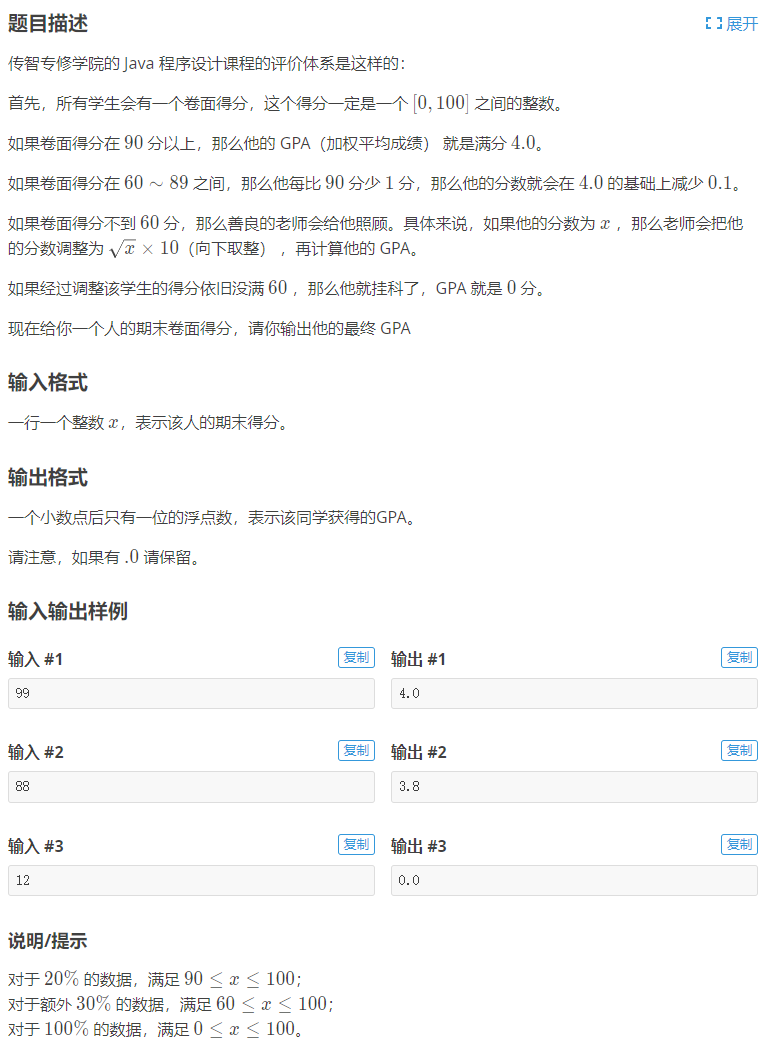 题目描述
展开
传智专修学院的 Java 程序设计课程的评价体系是这样的：
首先，所有学生会有一个卷面得分，这个得分一定是一个 [0, 100] 之间的整数。
如果卷面得分在 90 分以上，那么他的 GPA（加权平均成绩） 就是满分 4.0。
如果卷面得分在 60 ∼ 89 之间，那么他每比 90 分少 1 分，那么他的分数就会在 4.0 的基础上减少 0.1。
如果卷面得分不到 60 分，那么善良的老师会给他照顾。具体来说，如果他的分数为 x ，那么老师会把他
的分数调整为 √x × 10（向下取整） ，再计算他的 GPA。
如果经过调整该学生的得分依旧没满 60 ，那么他就挂科了，GPA 就是 0 分。
现在给你一个人的期末卷面得分，请你输出他的最终 GPA
输入格式
一行一个整数 x，表示该人的期末得分。
输出格式
一个小数点后只有一位的浮点数，表示该同学获得的GPA。
请注意，如果有 .0 请保留。
输入输出样例
输入 #1 复制 输出 #1 复制
99 4.0
输入 #2 复制 输出 #2 复制
88 3.8
输入 #3 复制 输出 #3 复制
12 0.0
说明/提示
对于 20% 的数据，满足 90 ≤ x ≤ 100；
对于额外 30% 的数据，满足 60 ≤ x ≤ 100；
对于 100% 的数据，满足 0 ≤ x ≤ 100。